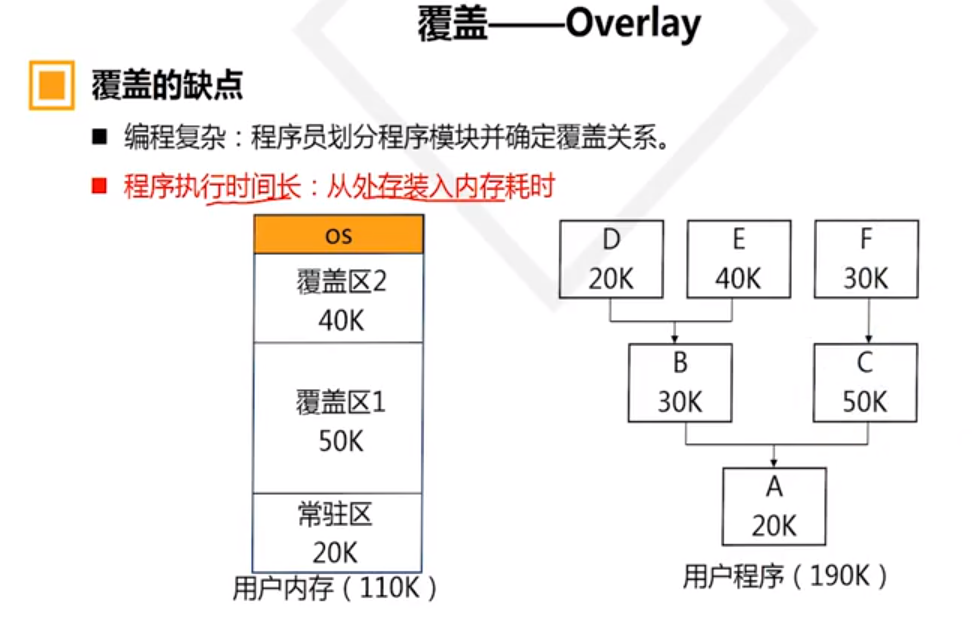 覆盖——Overlay
覆盖的缺点
编程复杂：程序员划分程序模块并确定覆盖关系。
程序执行时间长：从外存装入内存耗时
os
覆盖区2
40K
覆盖区1
50K
常驻区
20K
用户内存（110K）
D
20K
E
40K
F
30K
B
30K
C
50K
A
20K
用户程序（190K）